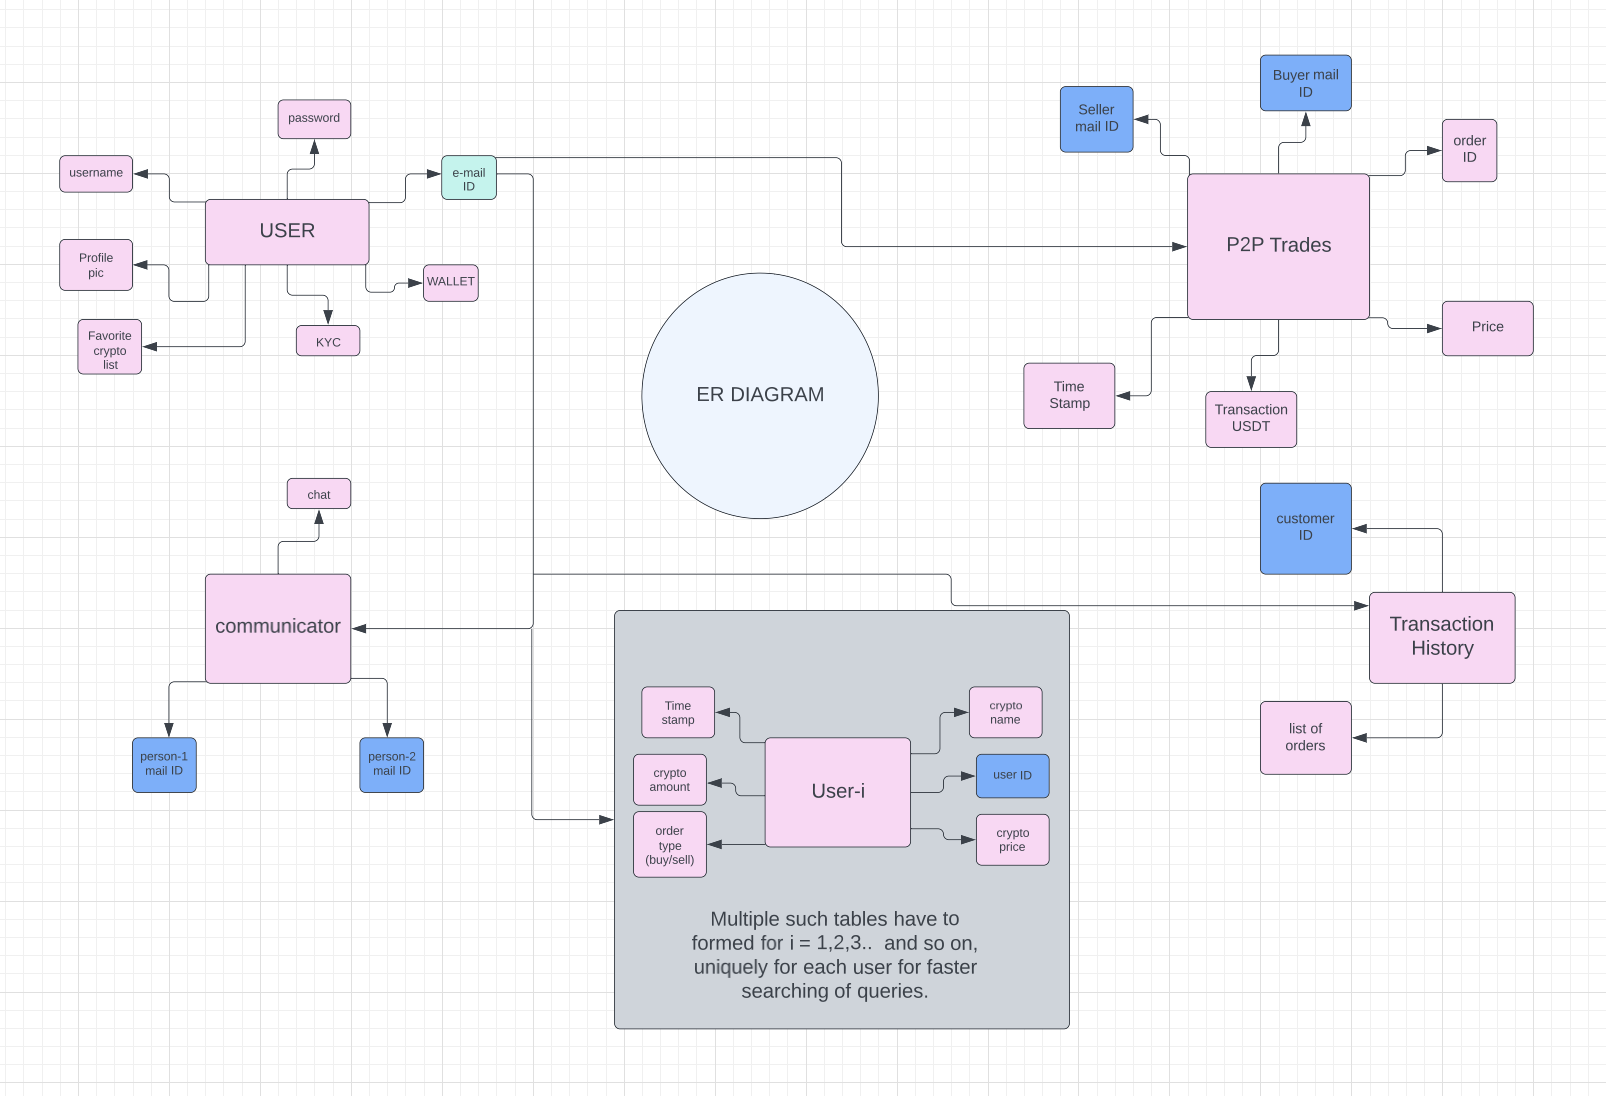 password
username
e-mail
ID
USER
Profile
pic
WALLET
Favorite
crypto
list
KYC
Buyer mail
ID
Seller
mail ID
order
ID
P2P Trades
Price
Time
Stamp
Transaction
USDT
ER DIAGRAM
chat
communicator
person-1
mail ID
person-2
mail ID
customer
ID
Transaction
History
list of
orders
Time
stamp
crypto
name
crypto
amount
User-i
user ID
order
type
(buy/sell)
crypto
price
Multiple such tables have to
formed for i = 1,2,3..  and so on,
uniquely for each user for faster
searching of queries.